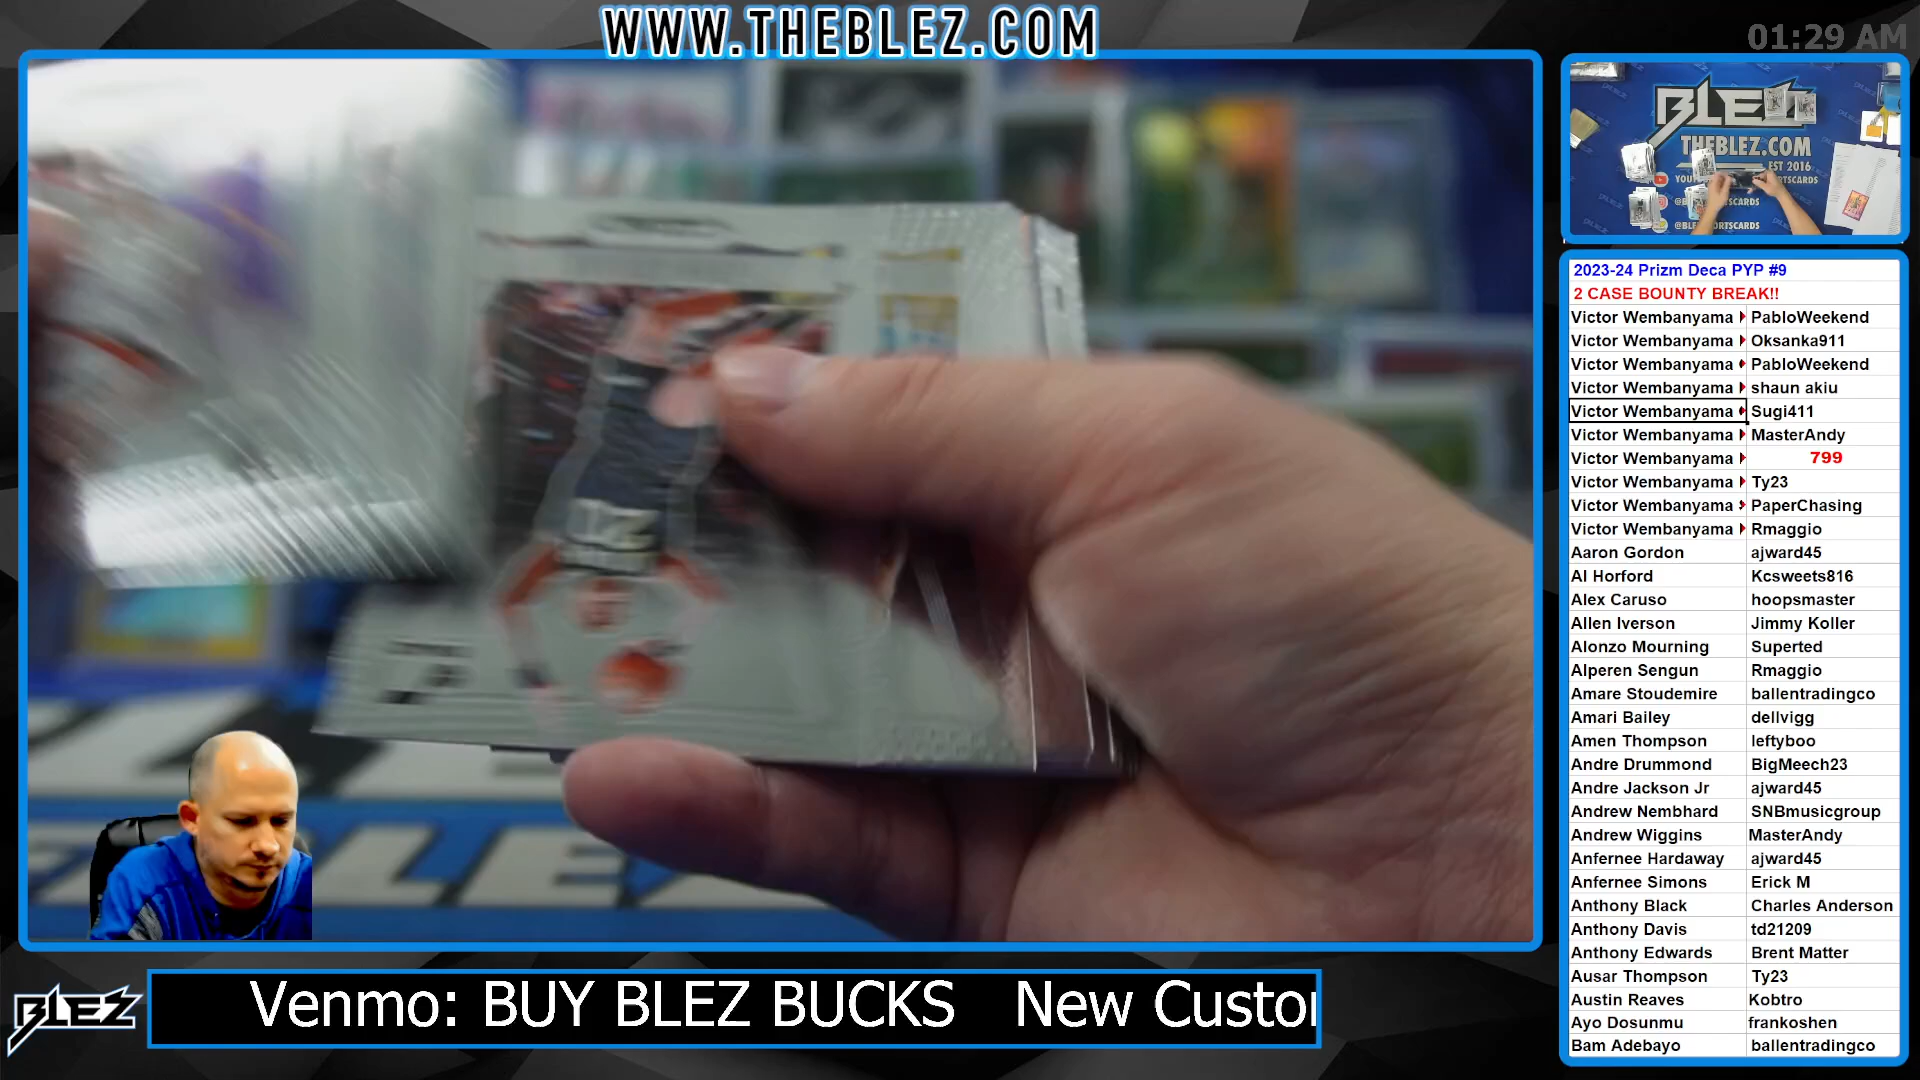 WWW.THEBLEZ.COM
01:29 AM
BLEZ
THEBLEZ.COM
EST 2016
2023-24 Prizm Deca PYP #9
2 CASE BOUNTY BREAK!!
Victor Wembanyama PabloWeekend
Victor Wembanyama Oksanka911
Victor Wembanyama PabloWeekend
Victor Wembanyama shaun akiu
Victor Wembanyama Sugi411
Victor Wembanyama MasterAndy
Victor Wembanyama 799
Victor Wembanyama Ty23
Victor Wembanyama PaperChasing
Victor Wembanyama Rmaggio
Aaron Gordon ajward45
Al Horford Kcsweets816
Alex Caruso hoopsmaster
Allen Iverson Jimmy Koller
Alonzo Mourning Superted
Alperen Sengun Rmaggio
Amare Stoudemire ballentradingco
Amari Bailey dellvigg
Amen Thompson leftyboo
Andre Drummond BigMeech23
Andre Jackson Jr ajward45
Andrew Nembhard SNBmusicgroup
Andrew Wiggins MasterAndy
Anfernee Hardaway ajward45
Anfernee Simons Erick M
Anthony Black Charles Anderson
Anthony Davis td21209
Anthony Edwards Brent Matter
Ausar Thompson Ty23
Austin Reaves Kobtro
Ayo Dosunmu frankoshen
Bam Adebayo ballentradingco
BLEZ
Venmo: BUY BLEZ BUCKS New Custo